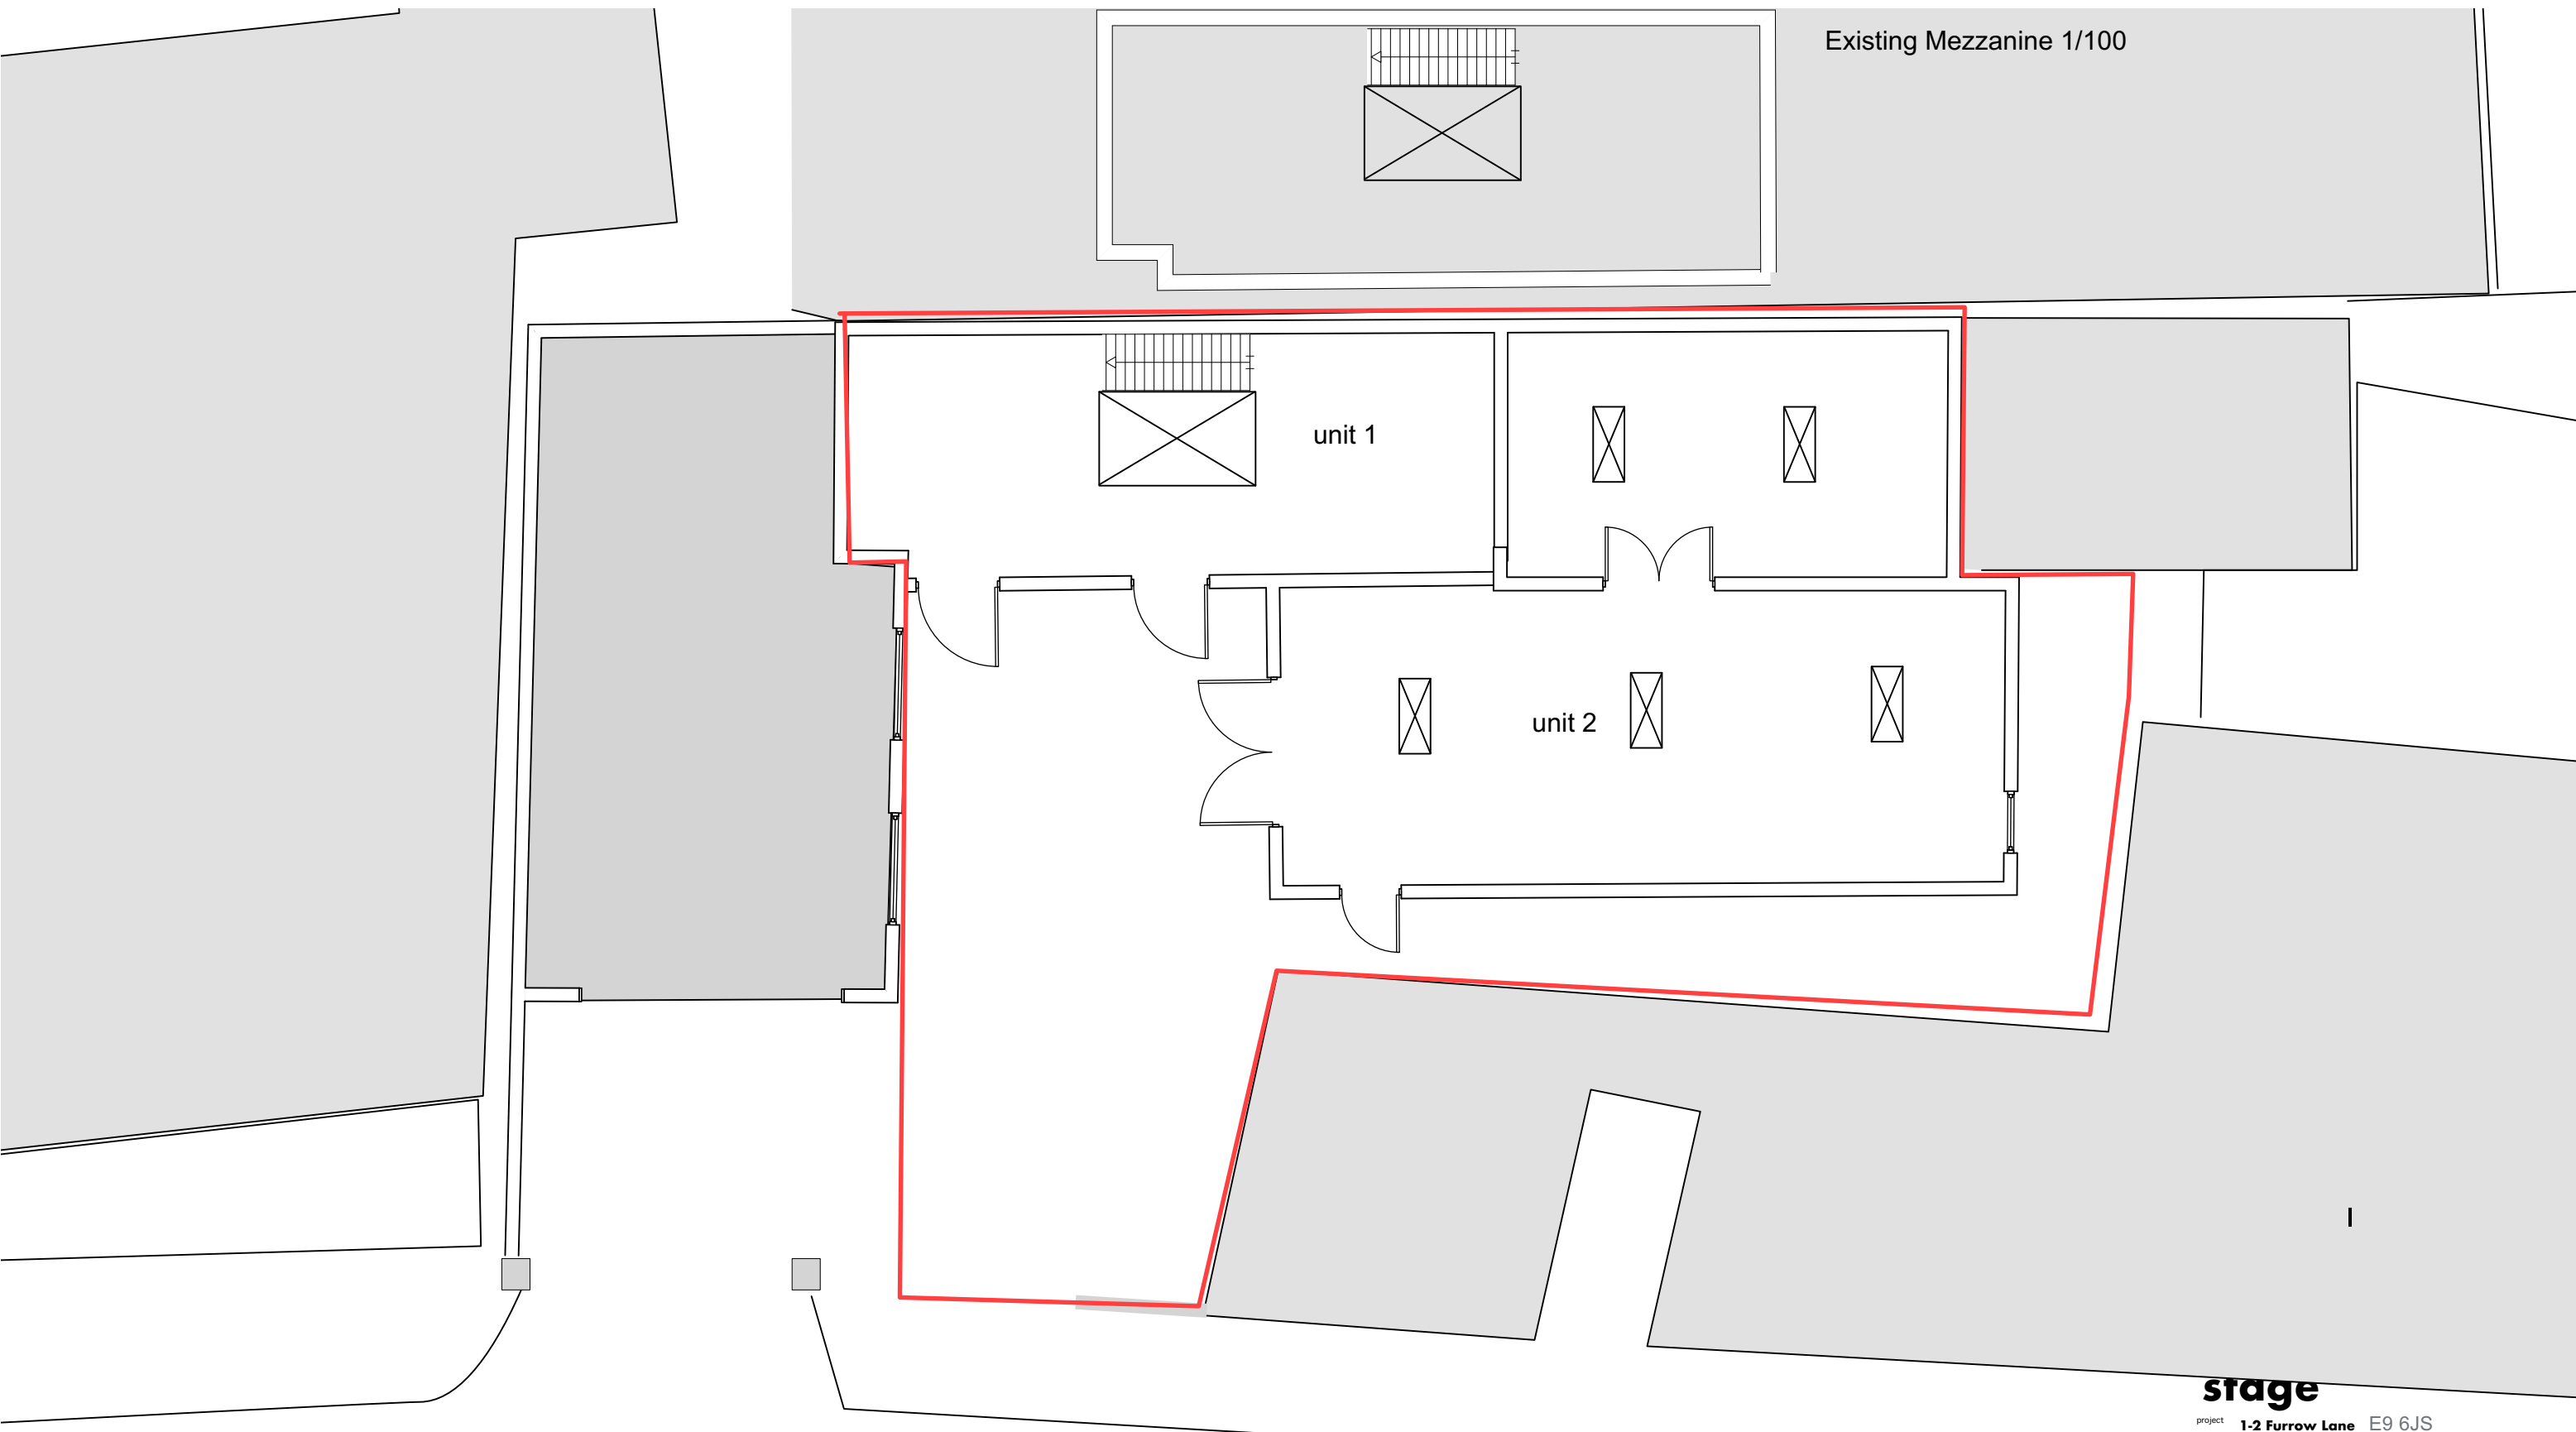 Existing Mezzanine 1/100
unit 1
unit 2
stage
project 1-2 Furrow Lane E9 6JS